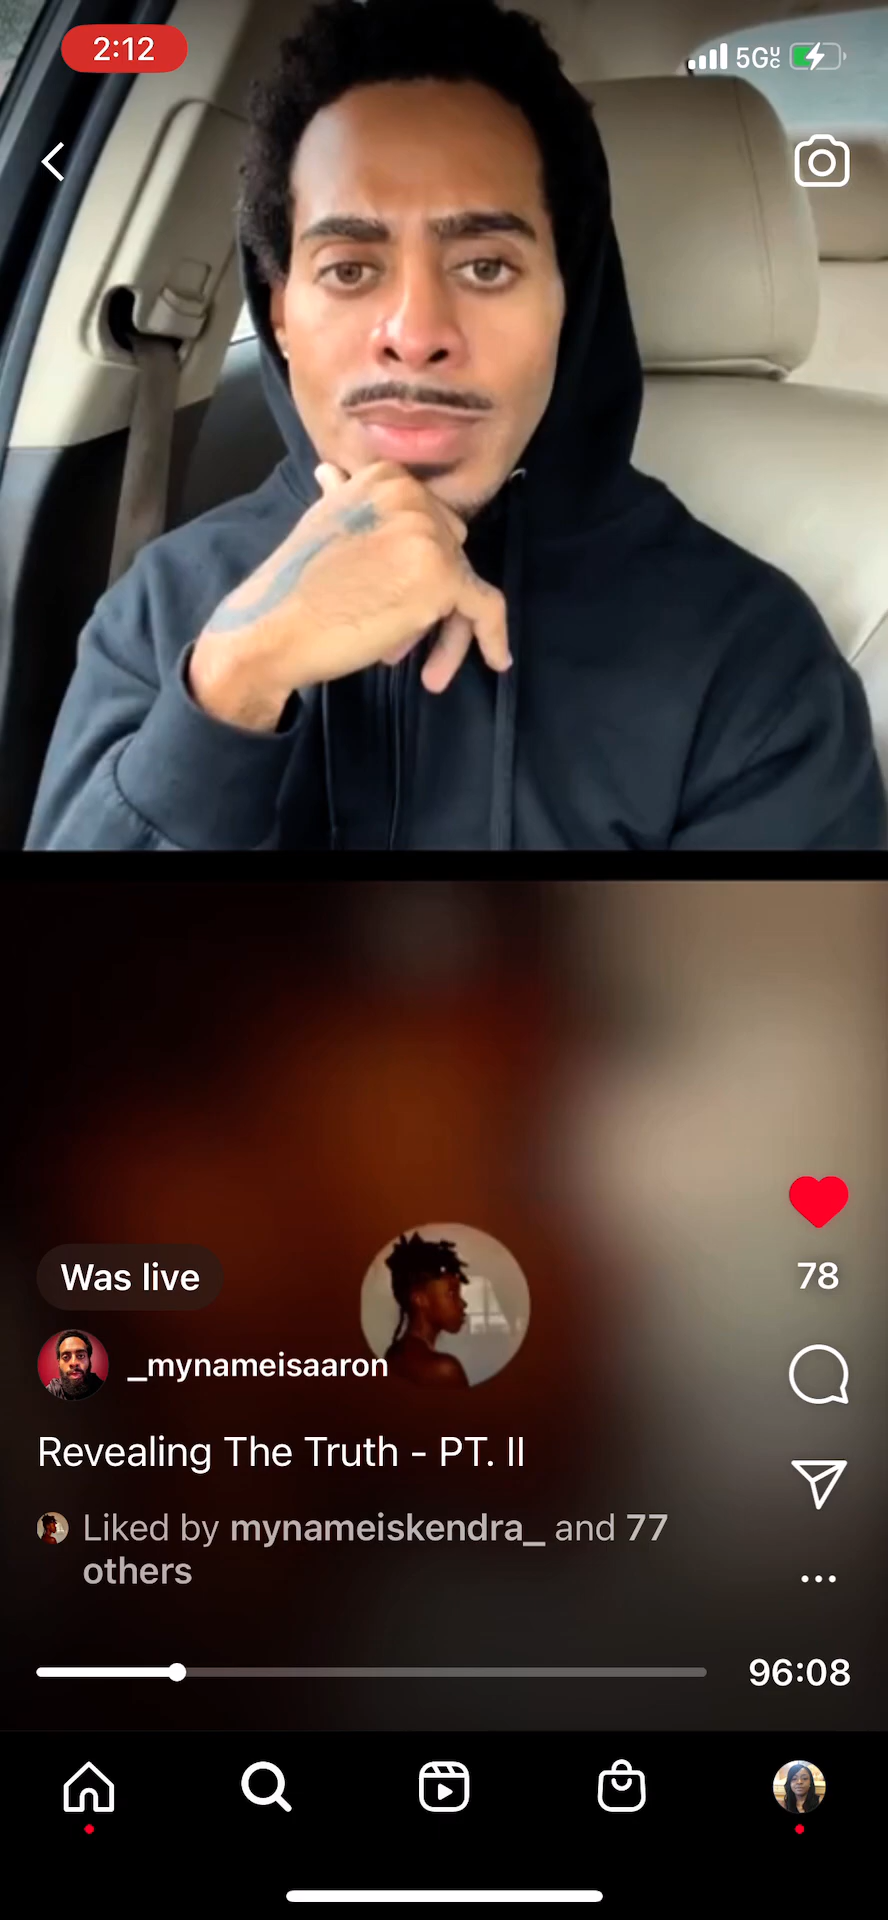 2:12
5G UC
Was live
78
_mynameisaaron
Revealing The Truth - PT. II
Liked by mynameiskendra_ and 77
others
96:08